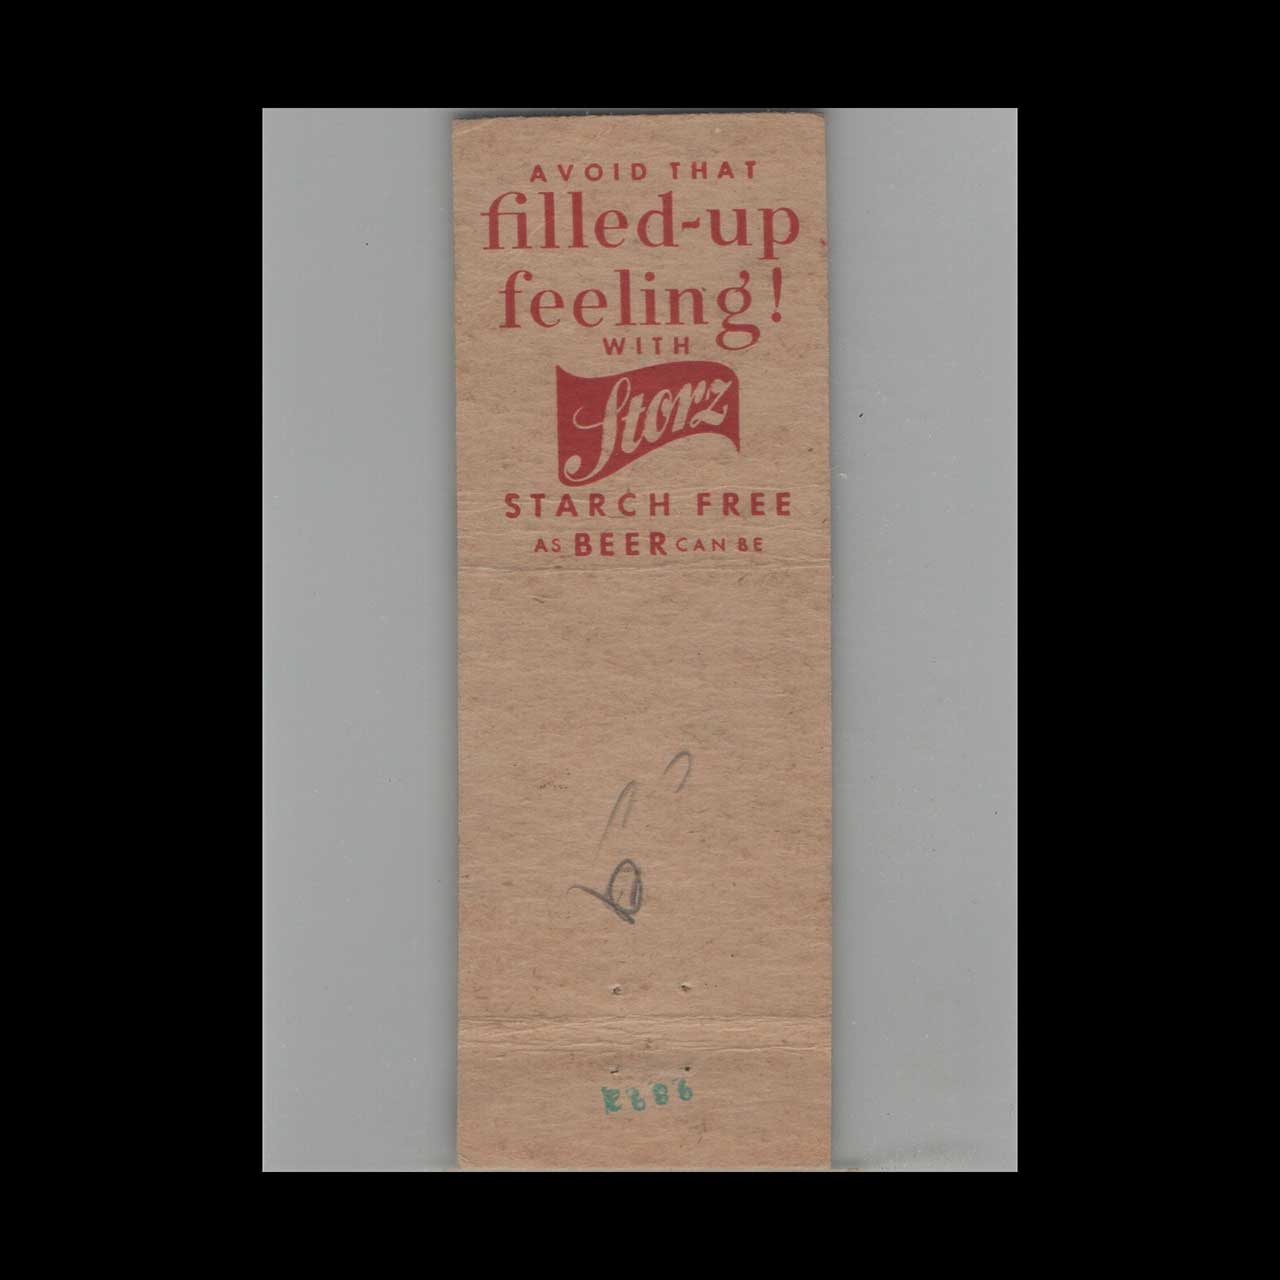 AVOID THAT
filled-up
feeling!
WITH
Storz
STARCH FREE
AS BEER CAN BE